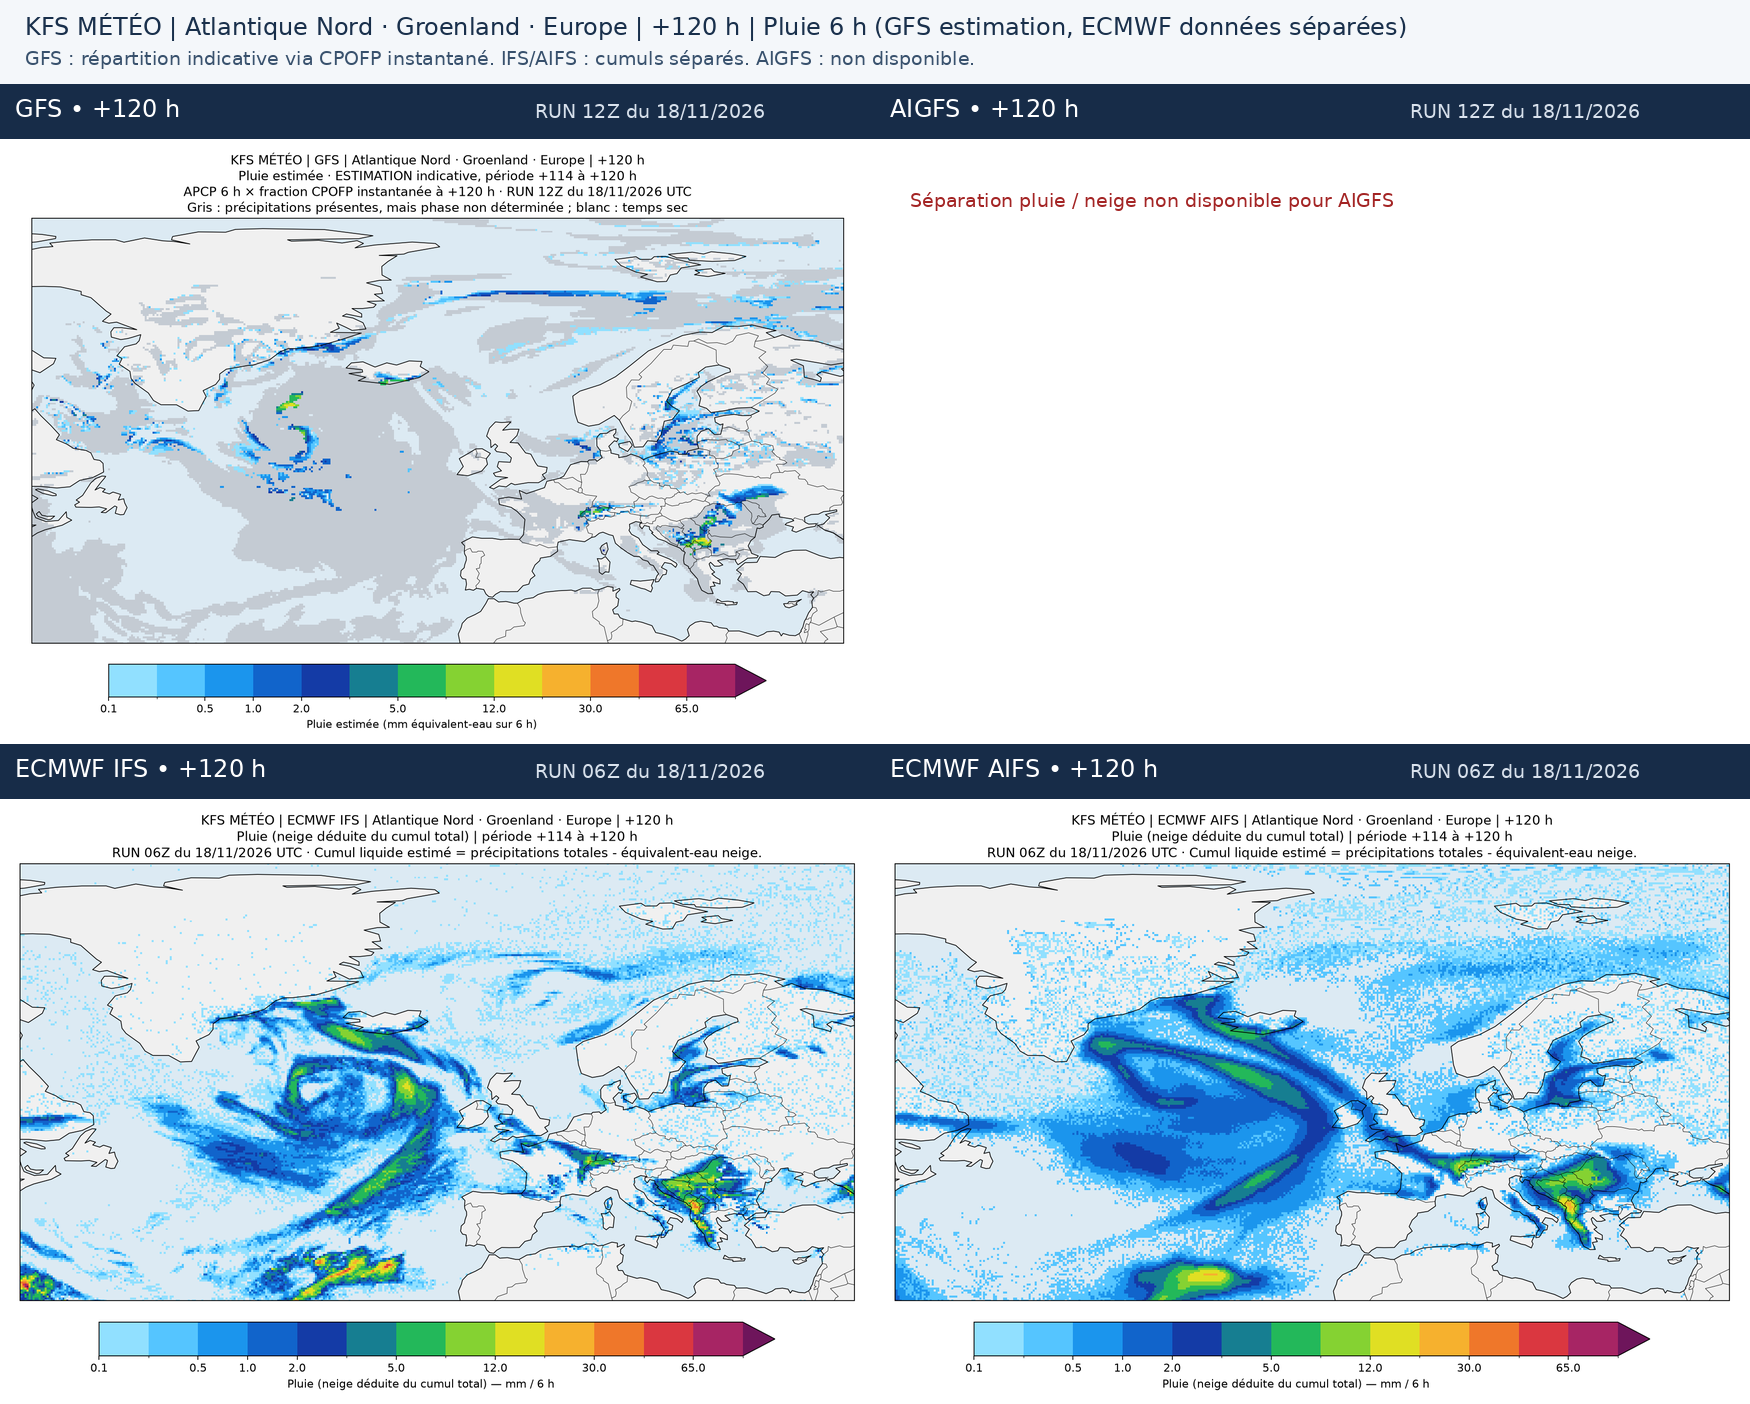 KFS MÉTÉO | Atlantique Nord · Groenland · Europe | +120 h | Pluie 6 h (GFS estimation, ECMWF données séparées)
GFS : répartition indicative via CPOFP instantané. IFS/AIFS : cumuls séparés. AIGFS : non disponible.
GFS • +120 h
RUN 12Z du 18/11/2026
AIGFS • +120 h
RUN 12Z du 18/11/2026
KFS MÉTÉO | GFS | Atlantique Nord · Groenland · Europe | +120 h
Pluie estimée · ESTIMATION indicative, période +114 à +120 h
APCP 6 h × fraction CPOFP instantanée à +120 h · RUN 12Z du 18/11/2026 UTC
Gris : précipitations présentes, mais phase non déterminée ; blanc : temps sec
Séparation pluie / neige non disponible pour AIGFS
0.1 0.5 1.0 2.0 5.0 12.0 30.0 65.0
Pluie estimée (mm équivalent-eau sur 6 h)
ECMWF IFS • +120 h
RUN 06Z du 18/11/2026
ECMWF AIFS • +120 h
RUN 06Z du 18/11/2026
KFS MÉTÉO | ECMWF IFS | Atlantique Nord · Groenland · Europe | +120 h
Pluie (neige déduite du cumul total) | période +114 à +120 h
RUN 06Z du 18/11/2026 UTC · Cumul liquide estimé = précipitations totales - équivalent-eau neige.
KFS MÉTÉO | ECMWF AIFS | Atlantique Nord · Groenland · Europe | +120 h
Pluie (neige déduite du cumul total) | période +114 à +120 h
RUN 06Z du 18/11/2026 UTC · Cumul liquide estimé = précipitations totales - équivalent-eau neige.
0.1 0.5 1.0 2.0 5.0 12.0 30.0 65.0
Pluie (neige déduite du cumul total) — mm / 6 h
0.1 0.5 1.0 2.0 5.0 12.0 30.0 65.0
Pluie (neige déduite du cumul total) — mm / 6 h